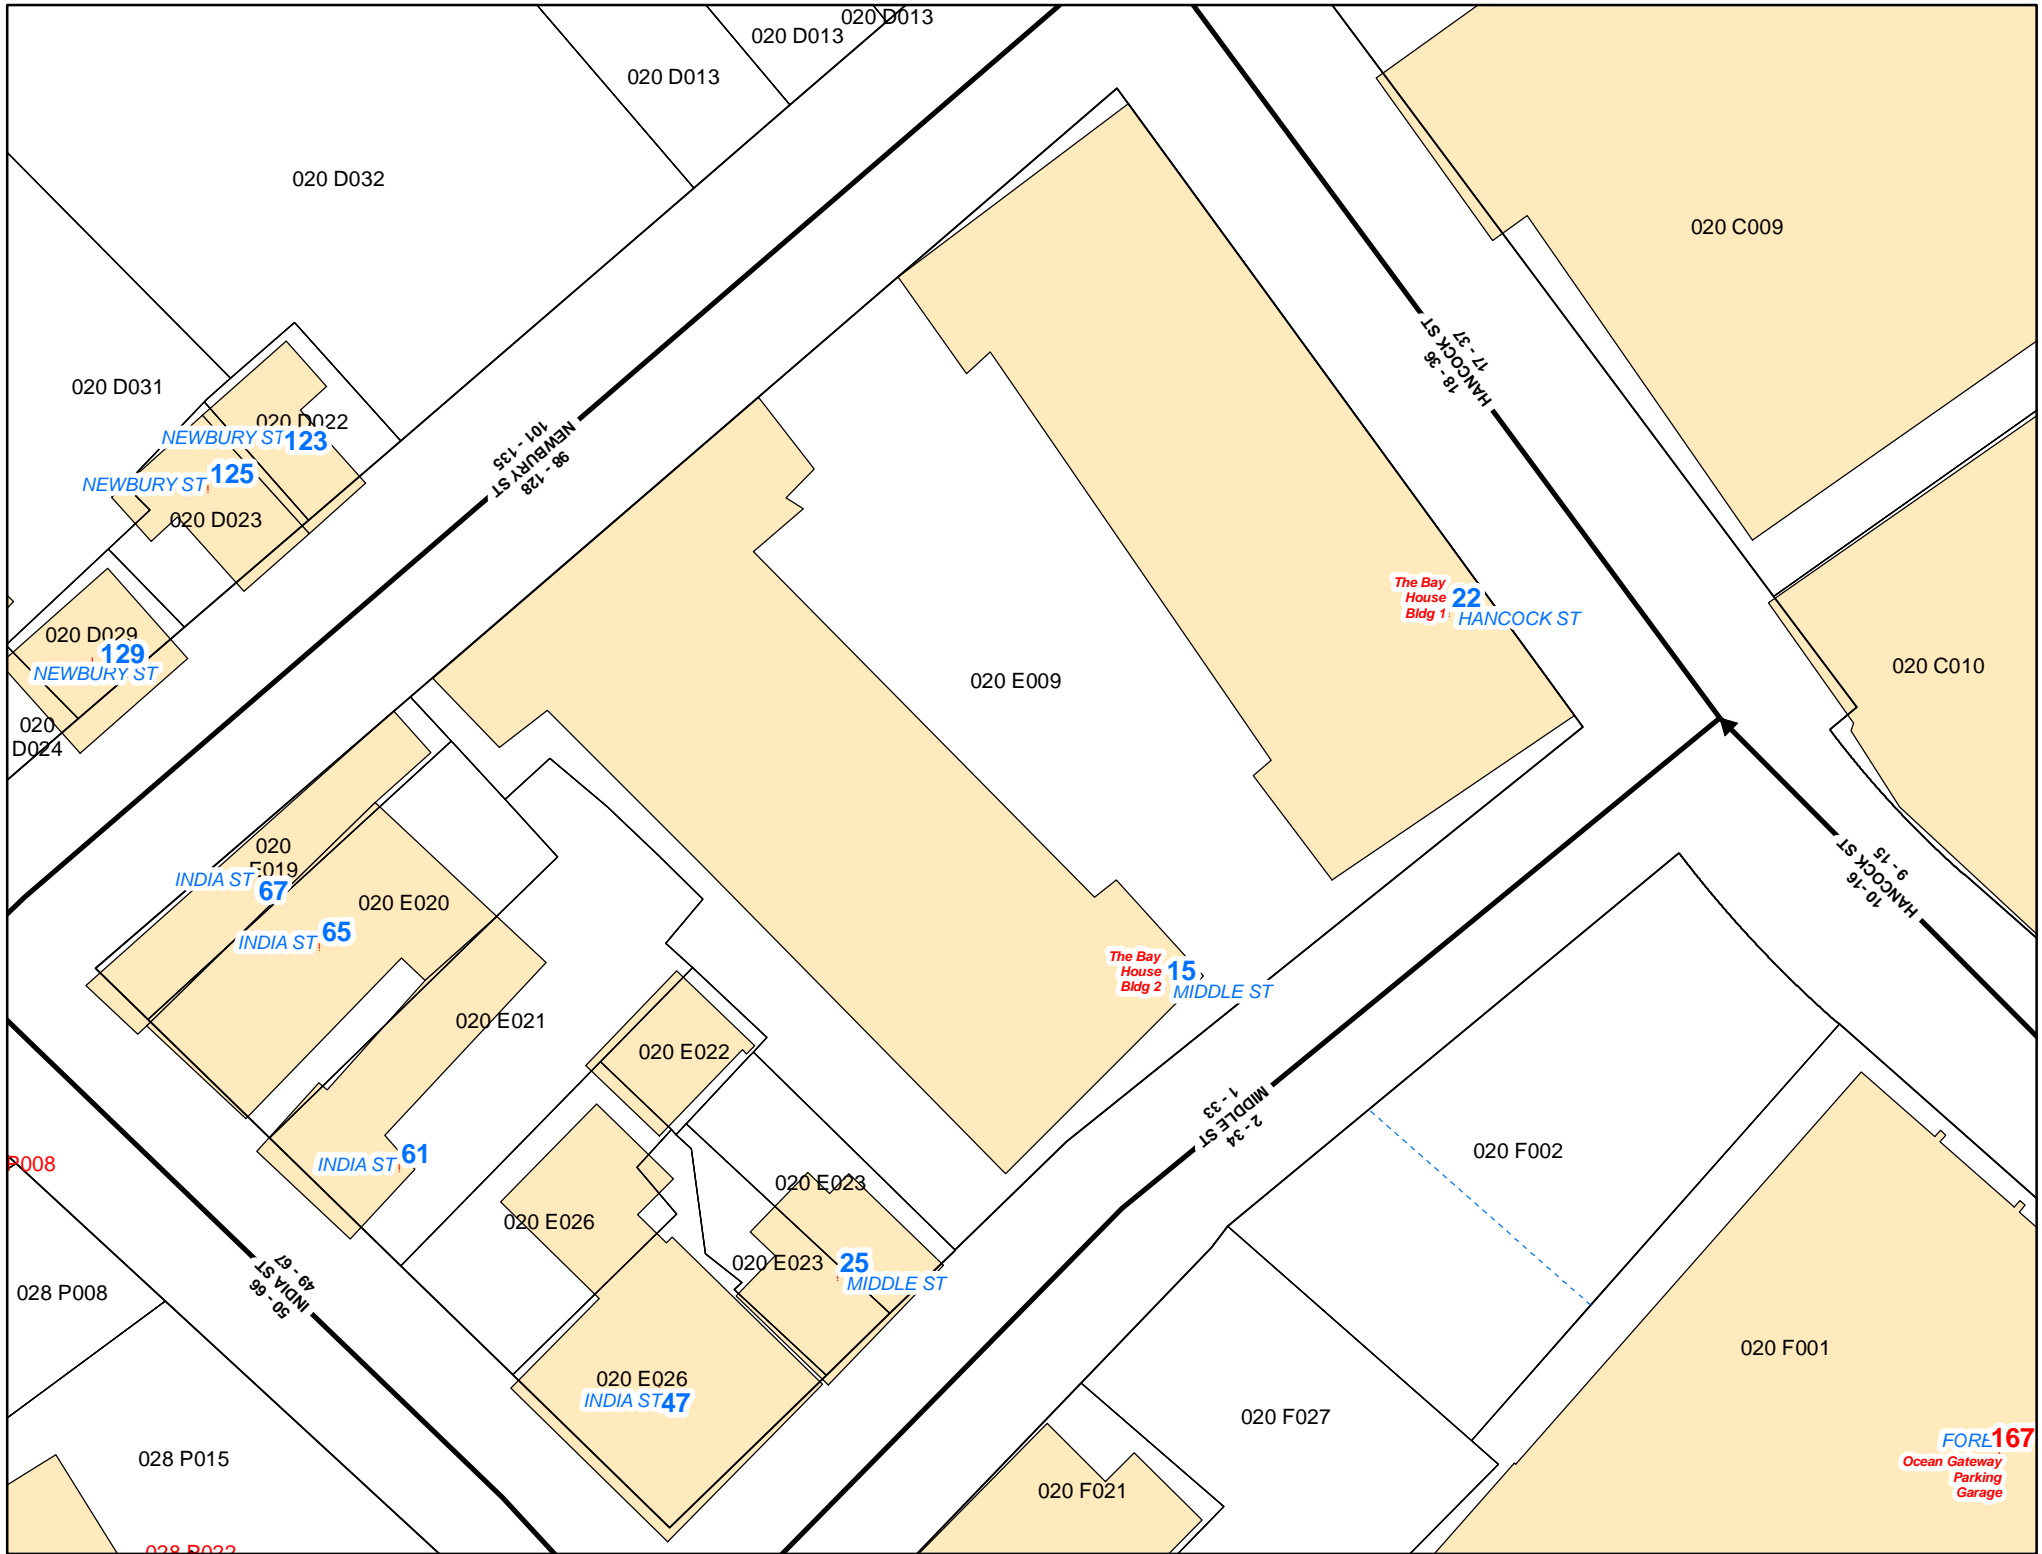 020 D013
020 D013
020 D013
020 D032
020 C009
18 - 36
HANCOCK ST
17 - 37
020 D031
020 D022
NEWBURY ST 123
NEWBURY ST 125
020 D023
98 - 128
NEWBURY ST
101 - 135
The Bay
House
Bldg 1
22
HANCOCK ST
020 D029
129
NEWBURY ST
020
D024
020 E009
020 C010
020
E019
INDIA ST 67
020 E020
INDIA ST 65
10 - 16
HANCOCK ST
9 - 15
The Bay
House
Bldg 2
15
MIDDLE ST
020 E021
020 E022
2 - 34
MIDDLE ST
1 - 33
INDIA ST 61
P008
020 F002
020 E023
020 E026
020 E023
25
MIDDLE ST
50 - 66
INDIA ST
49 - 67
028 P008
020 F001
020 E026
INDIA ST 47
020 F027
028 P015
FORE 167
Ocean Gateway
Parking
Garage
020 F021
028 P022